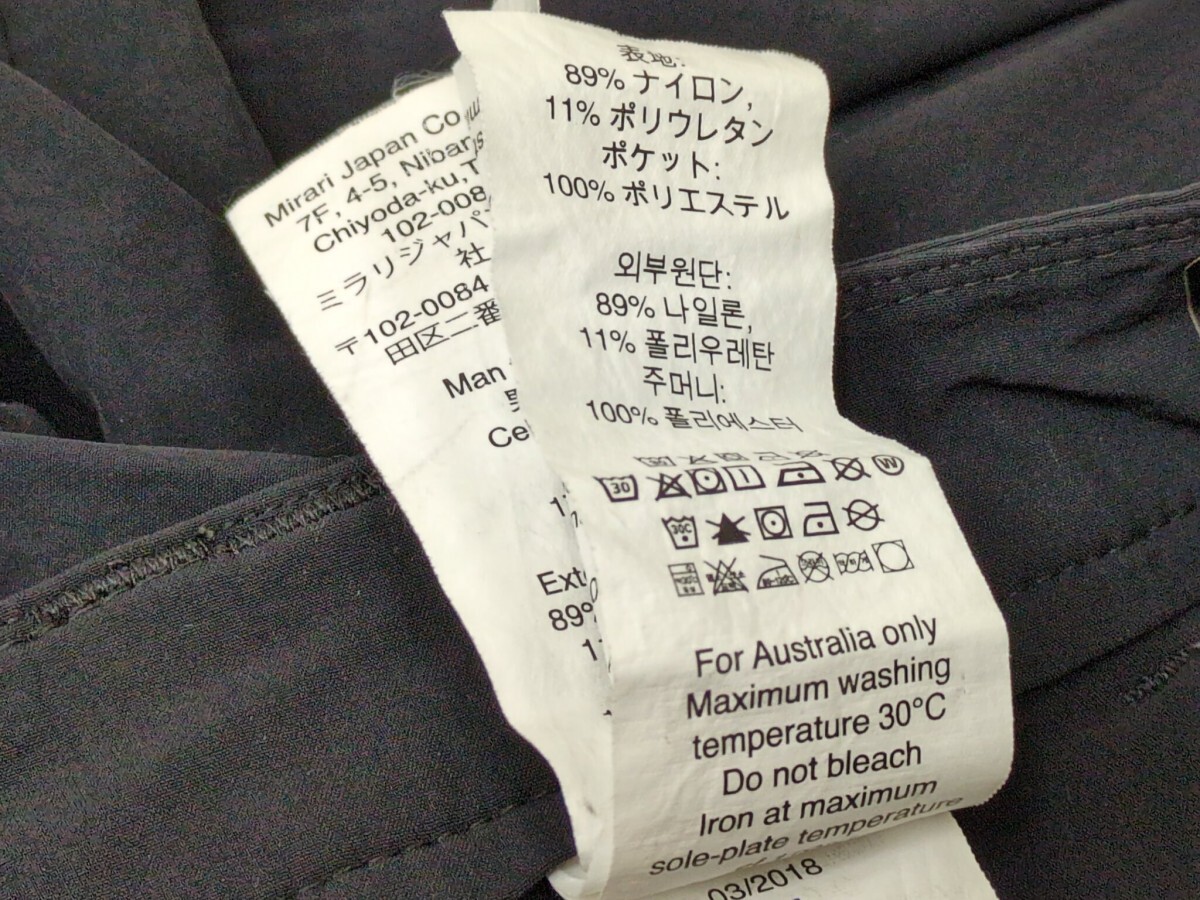 Mirari Japan Co
7F, 4-5, Nibar
Chiyoda-ku,T
102-008
ミラリジャパ
社
〒102-0084
田区二番
Man
Ext
89%
表地:
89% ナイロン,
11% ポリウレタン
ポケット:
100% ポリエステル
외부원단:
89% 나일론,
11% 폴리우레탄
주머니:
100% 폴리에스터
30
W
30C
For Australia only
Maximum washing
temperature 30°C
Do not bleach
Iron at maximum
sole-plate temperature
03/2018